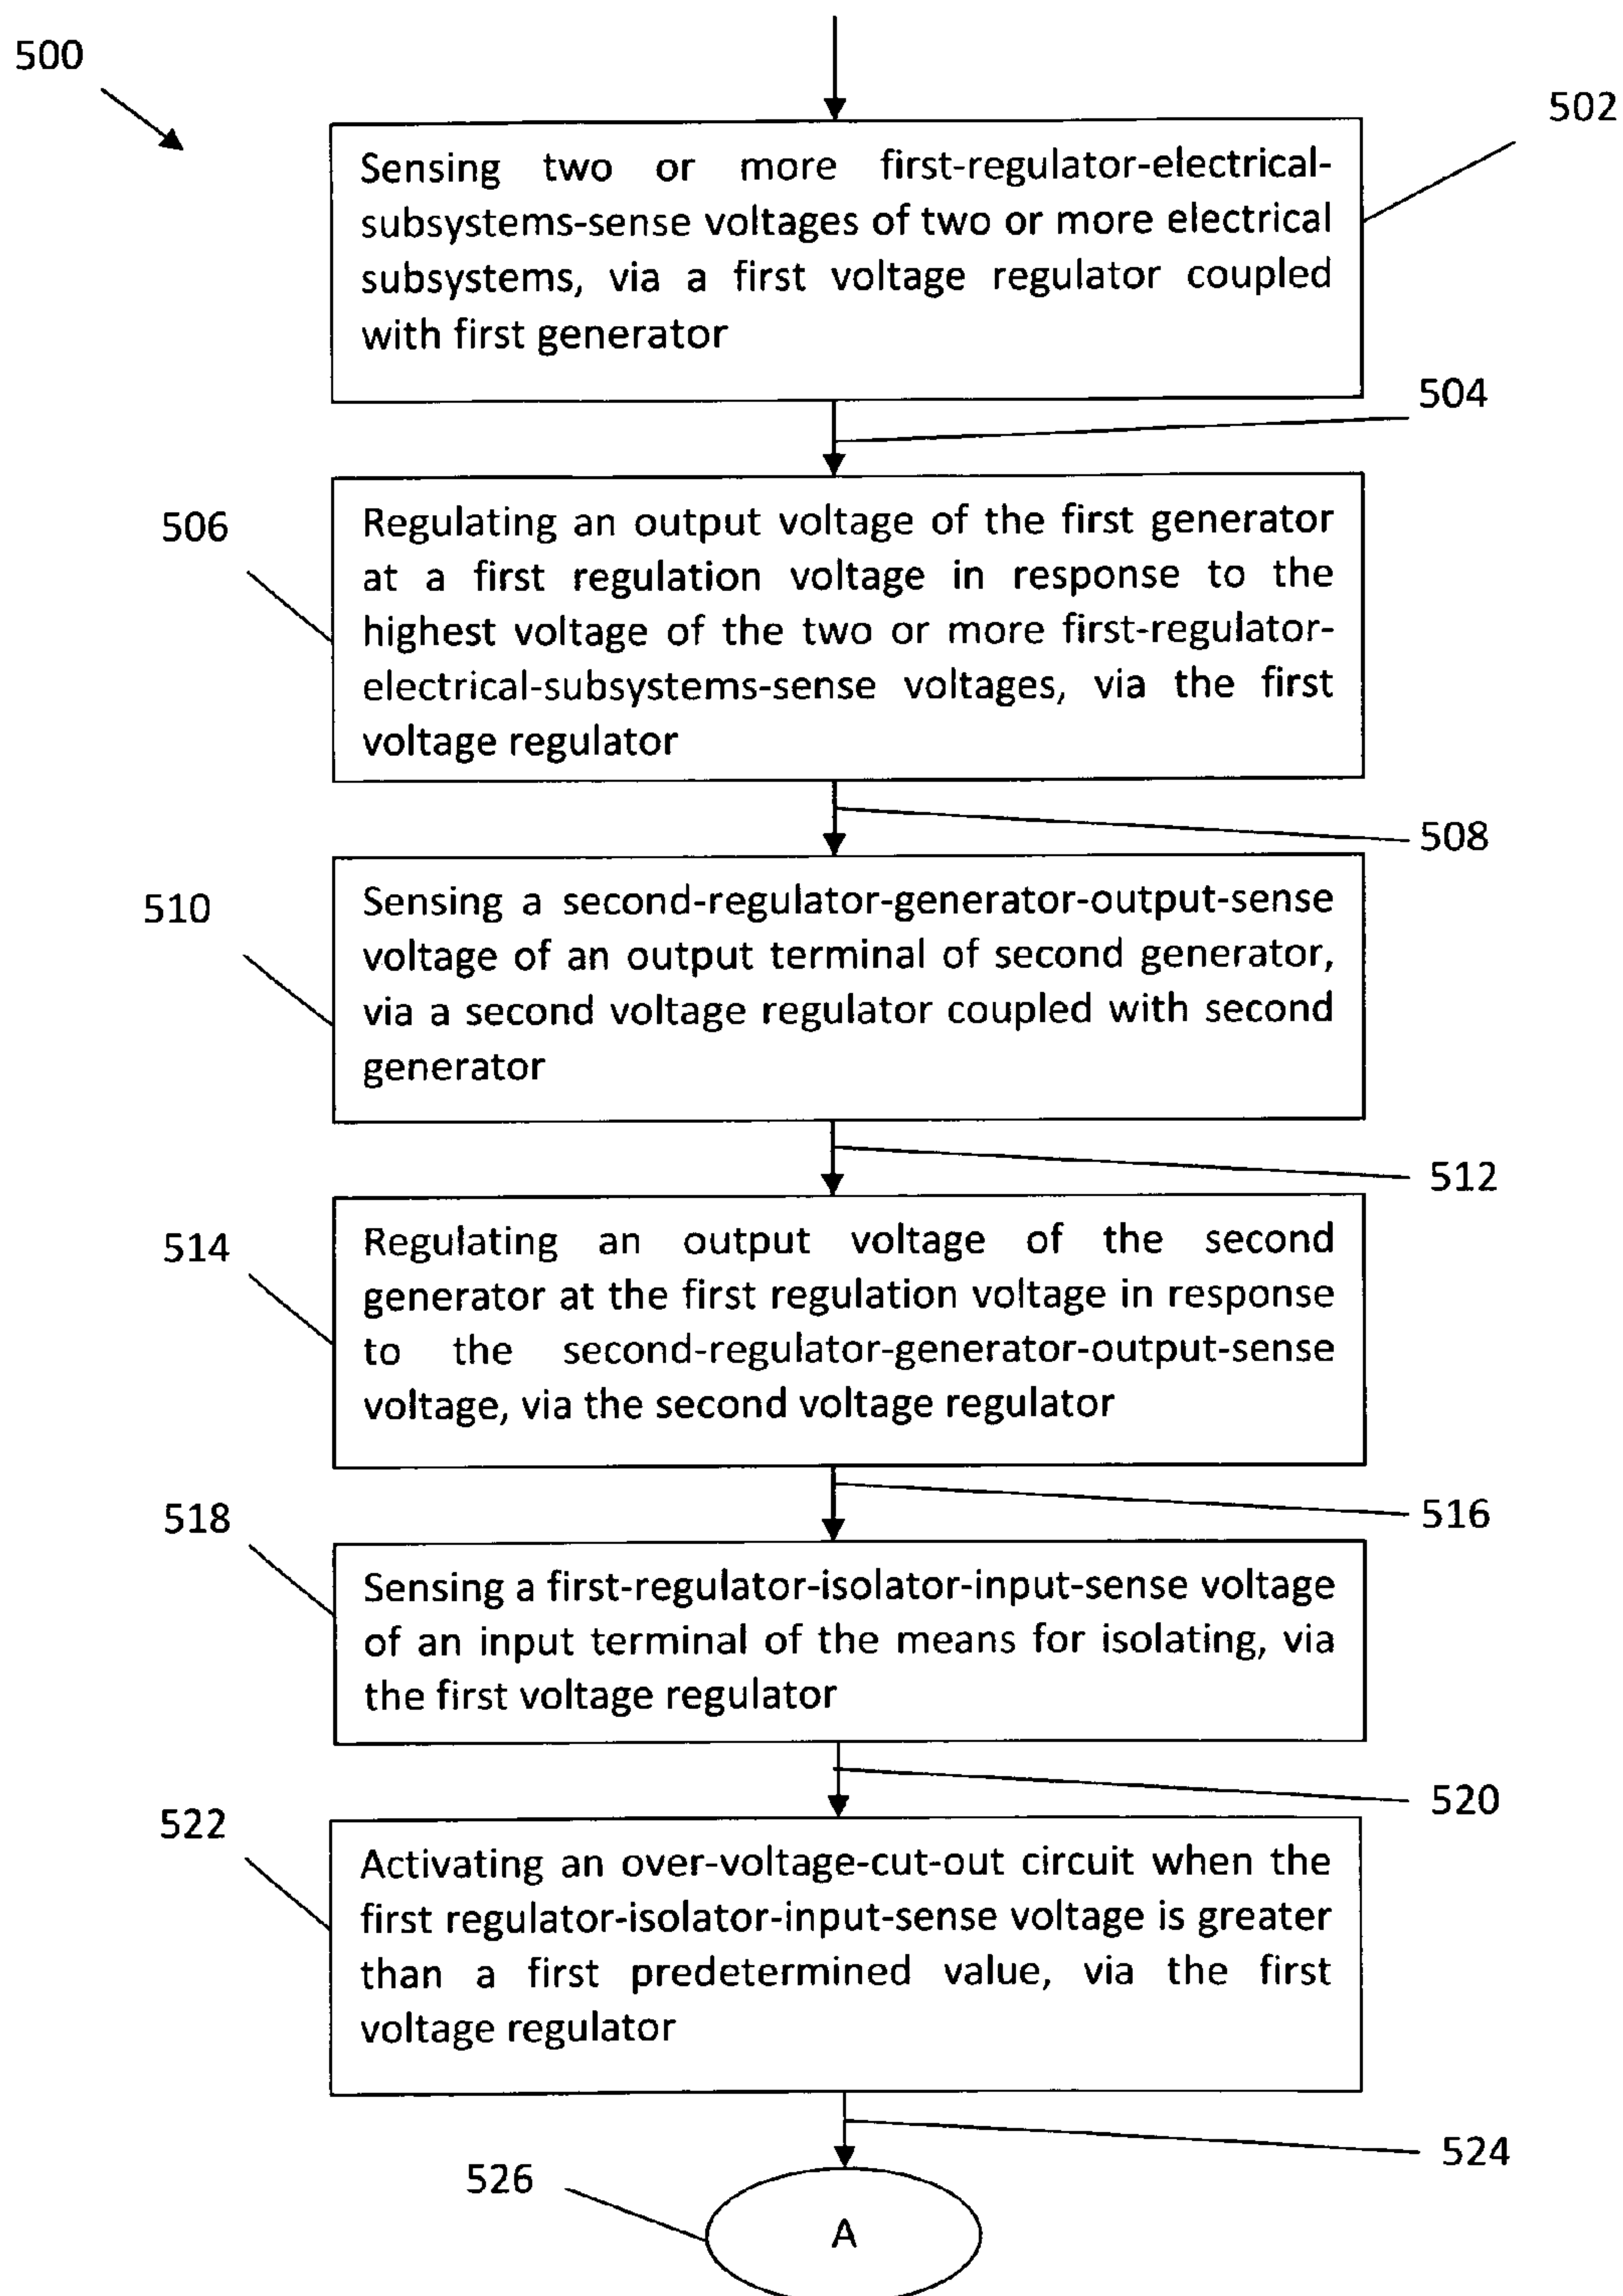 500
502
Sensing two or more first-regulator-electrical-
subsystems-sense voltages of two or more electrical
subsystems, via a first voltage regulator coupled
with first generator
504
506
Regulating an output voltage of the first generator
at a first regulation voltage in response to the
highest voltage of the two or more first-regulator-
electrical-subsystems-sense voltages, via the first
voltage regulator
508
510
Sensing a second-regulator-generator-output-sense
voltage of an output terminal of second generator,
via a second voltage regulator coupled with second
generator
512
514
Regulating an output voltage of the second
generator at the first regulation voltage in response
to the second-regulator-generator-output-sense
voltage, via the second voltage regulator
516
518
Sensing a first-regulator-isolator-input-sense voltage
of an input terminal of the means for isolating, via
the first voltage regulator
520
522
Activating an over-voltage-cut-out circuit when the
first regulator-isolator-input-sense voltage is greater
than a first predetermined value, via the first
voltage regulator
524
526
A